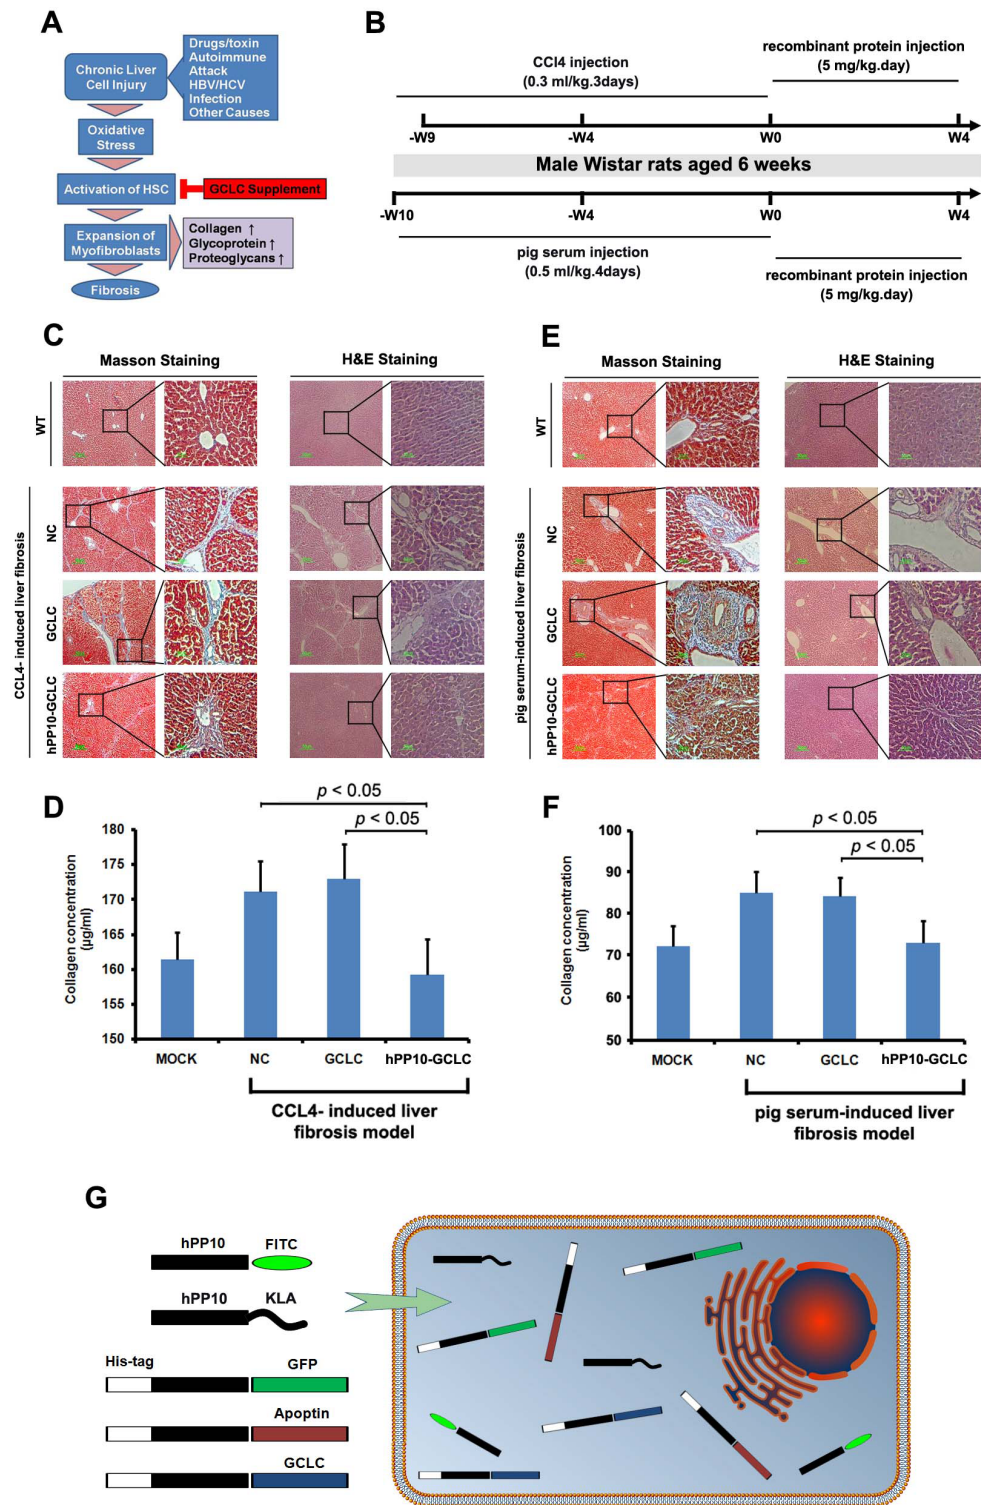 A
Chronic Liver
Cell Injury
Drugs/toxin
Autoimmune
Attack
HBV/HCV
Infection
Other Causes
Oxidative
Stress
Activation of HSC
GCLC Supplement
Expansion of
Myofibroblasts
Collagen ↑
Glycoprotein ↑
Proteoglycans ↑
Fibrosis
B
CCl4 injection
(0.3 ml/kg.3days)
recombinant protein injection
(5 mg/kg.day)
-W9 -W4 W0 W4
Male Wistar rats aged 6 weeks
-W10 -W4 W0 W4
pig serum injection
(0.5 ml/kg.4days)
recombinant protein injection
(5 mg/kg.day)
C
Masson Staining H&E Staining
WT
CCL4- induced liver fibrosis
NC
GCLC
hPP10-GCLC
E
Masson Staining H&E Staining
WT
pig serum-induced liver fibrosis
NC
GCLC
hPP10-GCLC
D
p < 0.05
p < 0.05
Collagen concentration
(μg/ml)
180
175
170
165
160
155
150
MOCK NC GCLC hPP10-GCLC
CCL4- induced liver
fibrosis model
F
p < 0.05
p < 0.05
Collagen concentration
(μg/ml)
100
90
80
70
60
50
MOCK NC GCLC hPP10-GCLC
pig serum-induced liver
fibrosis model
G
hPP10 FITC
hPP10 KLA
His-tag GFP
Apoptin
GCLC